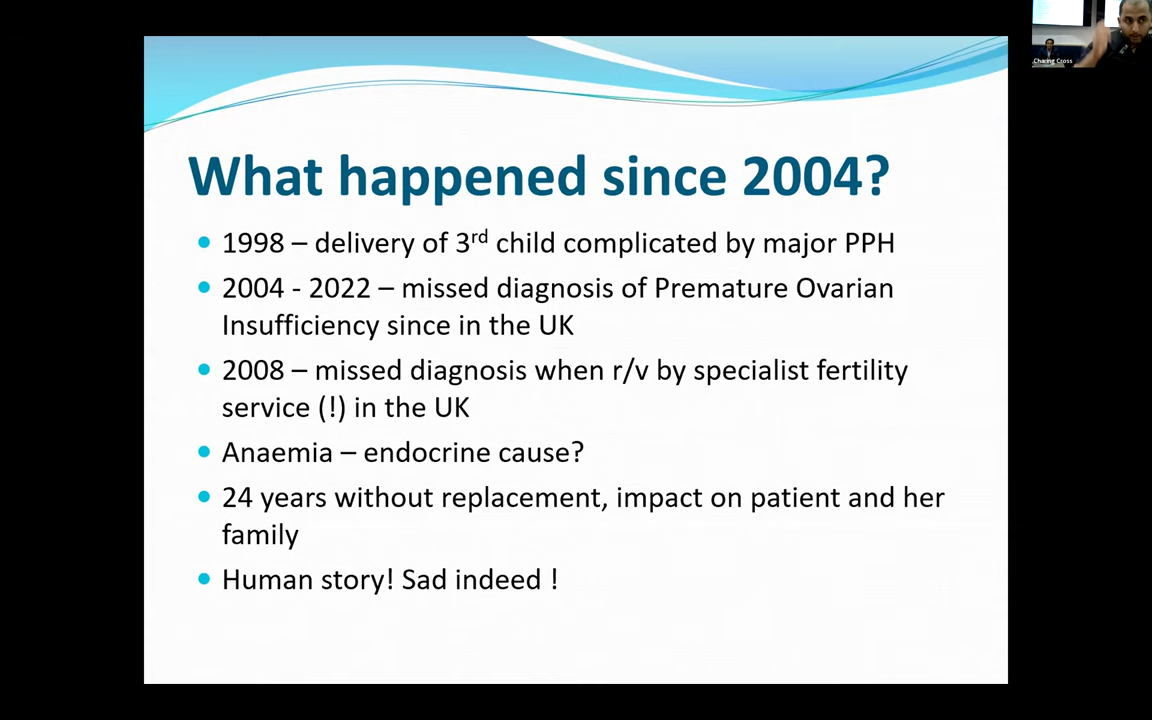 Charing Cross
What happened since 2004?
• 1998 – delivery of 3rd child complicated by major PPH
• 2004 - 2022 – missed diagnosis of Premature Ovarian
Insufficiency since in the UK
• 2008 – missed diagnosis when r/v by specialist fertility
service (!) in the UK
• Anaemia – endocrine cause?
• 24 years without replacement, impact on patient and her
family
• Human story! Sad indeed !